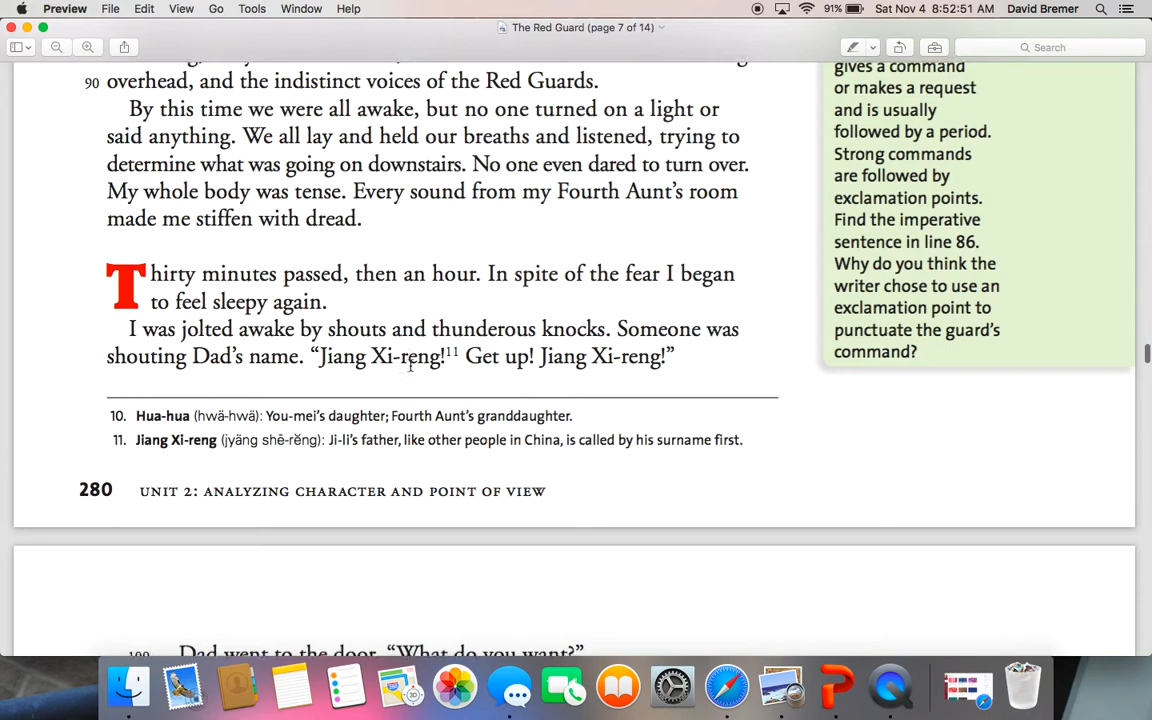 Preview File Edit View Go Tools Window Help 91% Sat Nov 4 8:52:51 AM David Bremer
The Red Guard (page 7 of 14)
Search
90 overhead, and the indistinct voices of the Red Guards.
By this time we were all awake, but no one turned on a light or
said anything. We all lay and held our breaths and listened, trying to
determine what was going on downstairs. No one even dared to turn over.
My whole body was tense. Every sound from my Fourth Aunt’s room
made me stiffen with dread.
Thirty minutes passed, then an hour. In spite of the fear I began
to feel sleepy again.
I was jolted awake by shouts and thunderous knocks. Someone was
shouting Dad’s name. “Jiang Xi-reng!11 Get up! Jiang Xi-reng!”
10. Hua-hua (hwä-hwä): You-mei’s daughter; Fourth Aunt’s granddaughter.
11. Jiang Xi-reng (jyäng shē-rĕng): Ji-li’s father, like other people in China, is called by his surname first.
280 UNIT 2: ANALYZING CHARACTER AND POINT OF VIEW
gives a command
or makes a request
and is usually
followed by a period.
Strong commands
are followed by
exclamation points.
Find the imperative
sentence in line 86.
Why do you think the
writer chose to use an
exclamation point to
punctuate the guard’s
command?
100 Dad went to the door. “What do you want?”
3D